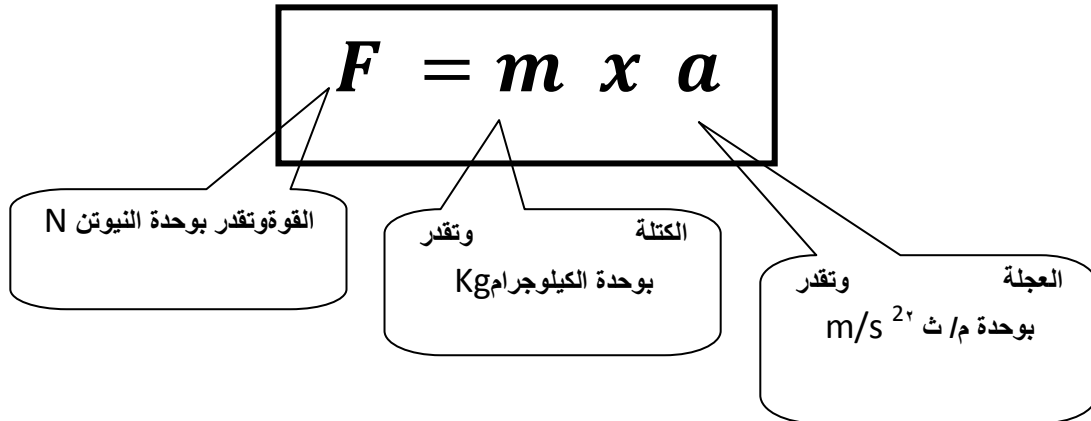 F = m x a
القوةوتقدر بوحدة النيوتن N
الكتلة وتقدر
بوحدة الكيلوجرامKg
العجلة وتقدر
بوحدة م/ ث ٢ m/s 2